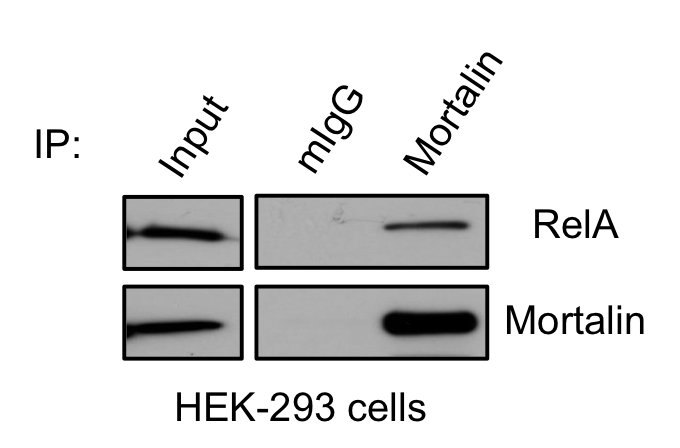 IP: Input mIgG Mortalin
RelA
Mortalin
HEK-293 cells